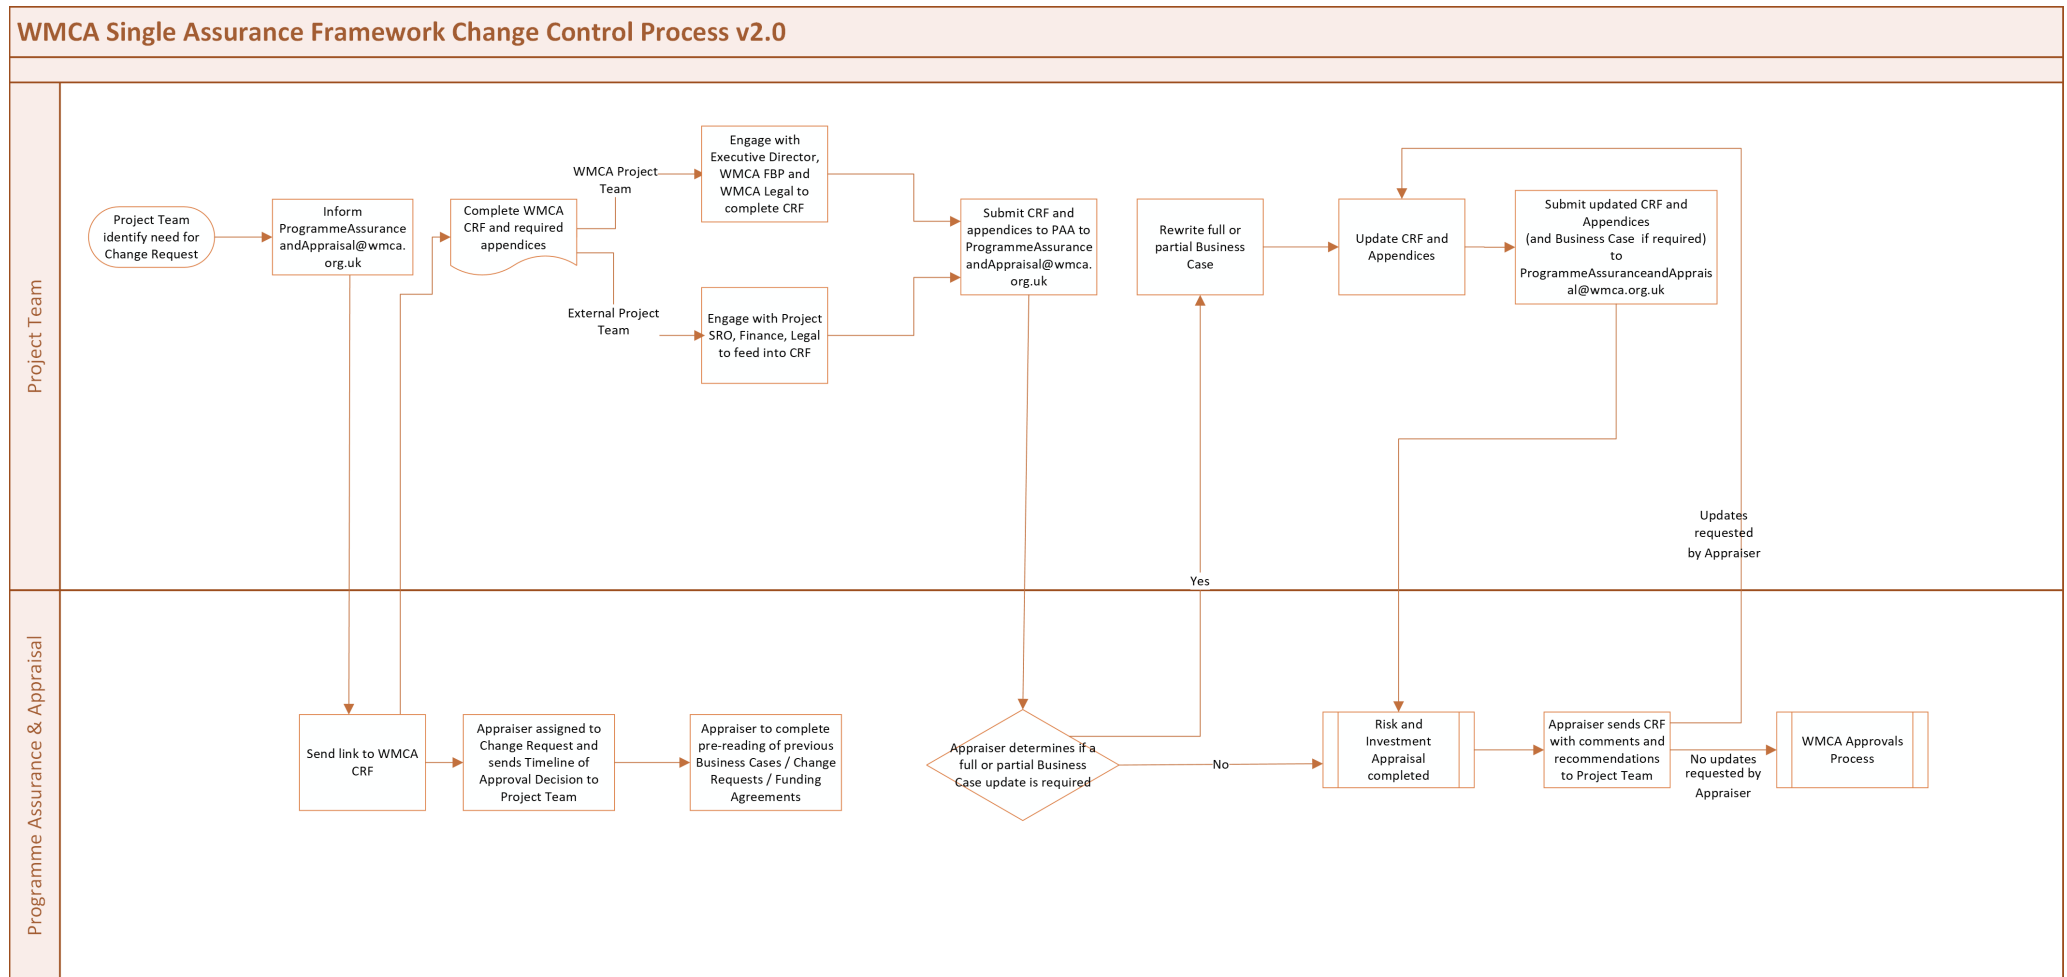 WMCA Single Assurance Framework Change Control Process v2.0
Project Team
Project Team
identify need for
Change Request
Inform
ProgrammeAssurance
andAppraisal@wmca.
org.uk
Complete WMCA
CRF and required
appendices
WMCA Project
Team
External Project
Team
Engage with
Executive Director,
WMCA FBP and
WMCA Legal to
complete CRF
Engage with Project
SRO, Finance, Legal
to feed into CRF
Submit CRF and
appendices to PAA to
ProgrammeAssurance
andAppraisal@wmca.
org.uk
Rewrite full or
partial Business
Case
Update CRF and
Appendices
Submit updated CRF and
Appendices
(and Business Case if required)
to
ProgrammeAssuranceandApprais
al@wmca.org.uk
Updates
requested
by Appraiser
Yes
Programme Assurance & Appraisal
Send link to WMCA
CRF
Appraiser assigned to
Change Request and
sends Timeline of
Approval Decision to
Project Team
Appraiser to complete
pre-reading of previous
Business Cases / Change
Requests / Funding
Agreements
Appraiser determines if a
full or partial Business
Case update is required
No
Risk and
Investment
Appraisal
completed
Appraiser sends CRF
with comments and
recommendations
to Project Team
No updates
requested by
Appraiser
WMCA Approvals
Process